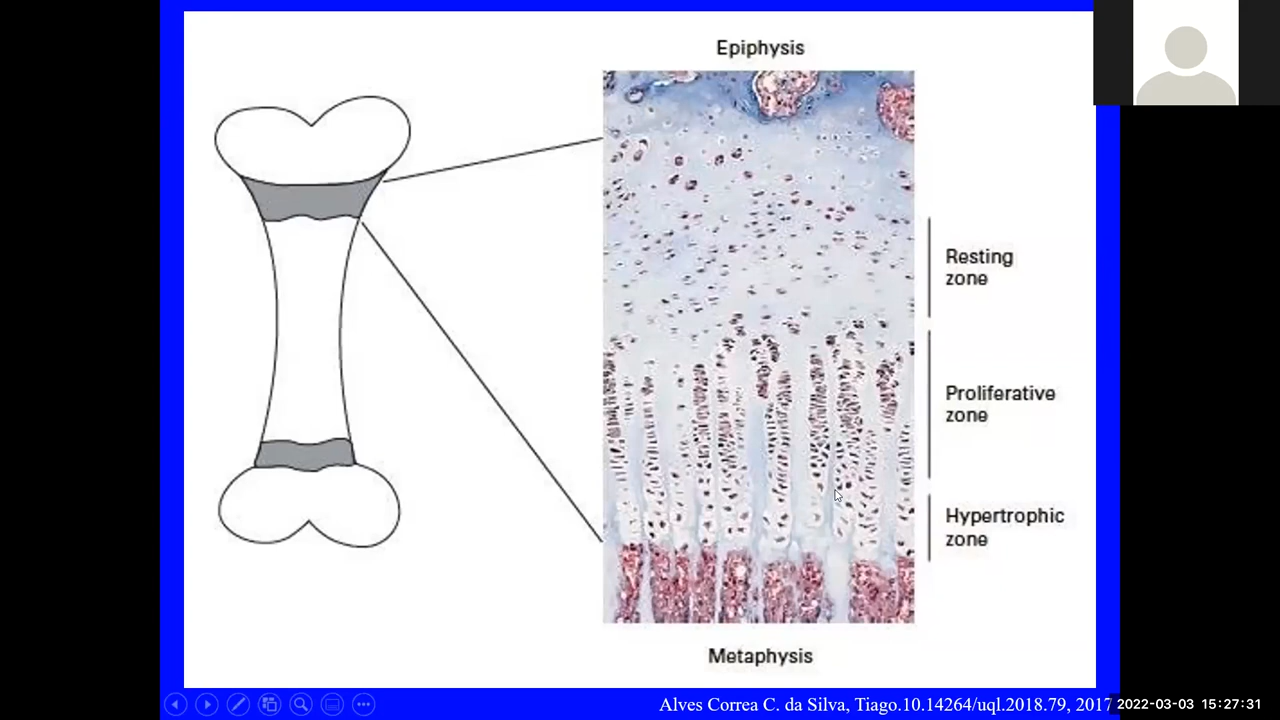 Epiphysis
Resting
zone
Proliferative
zone
Hypertrophic
zone
Metaphysis
Alves Correa C. da Silva, Tiago.10.14264/uql.2018.79, 2017
2022-03-03 15:27:31